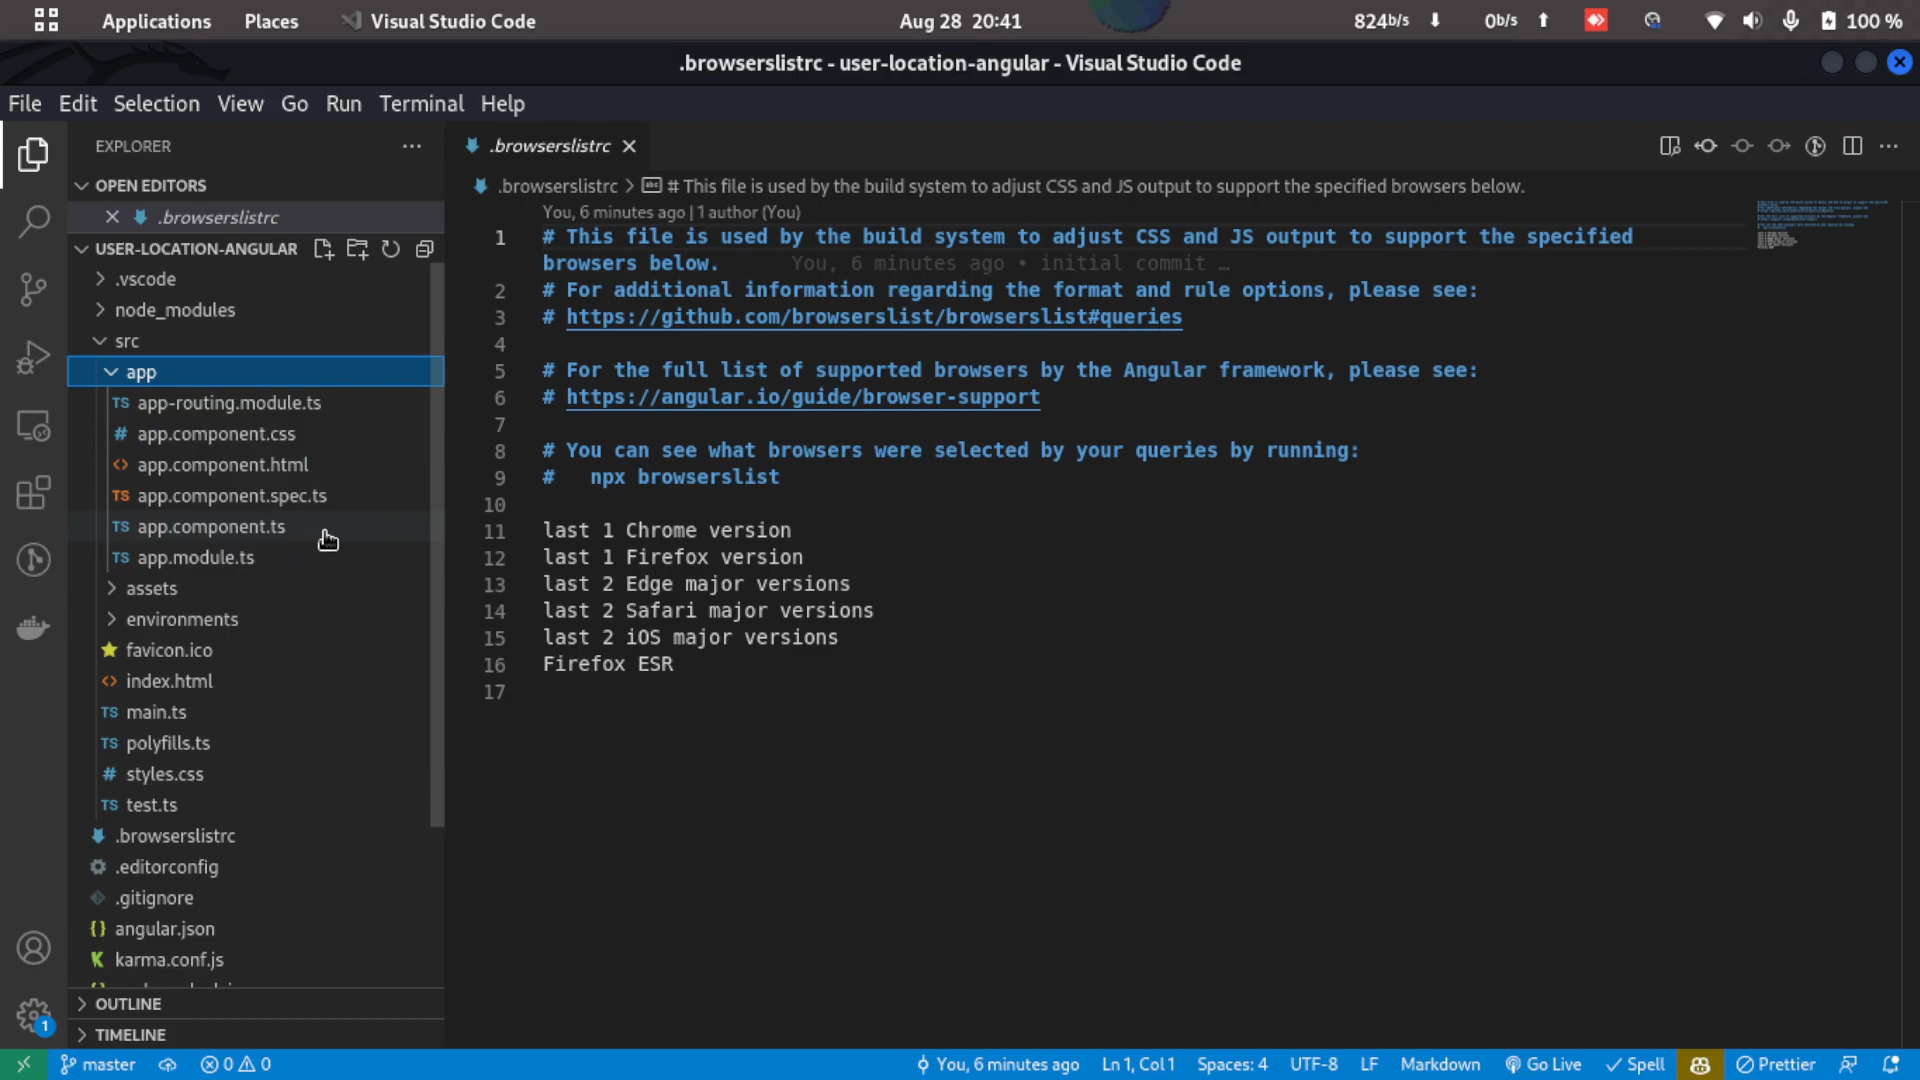 Applications Places Visual Studio Code Aug 28 20:41 824b/s 0b/s 100 %
.browserslistrc - user-location-angular - Visual Studio Code
File Edit Selection View Go Run Terminal Help
EXPLORER
OPEN EDITORS
.browserslistrc
USER-LOCATION-ANGULAR
.vscode
node_modules
src
app
TS app-routing.module.ts
# app.component.css
<> app.component.html
TS app.component.spec.ts
TS app.component.ts
TS app.module.ts
assets
environments
favicon.ico
<> index.html
TS main.ts
TS polyfills.ts
# styles.css
TS test.ts
.browserslistrc
.editorconfig
.gitignore
{} angular.json
K karma.conf.js
OUTLINE
TIMELINE
1
.browserslistrc
.browserslistrc > abc # This file is used by the build system to adjust CSS and JS output to support the specified browsers below.
You, 6 minutes ago | 1 author (You)
1 # This file is used by the build system to adjust CSS and JS output to support the specified
browsers below. You, 6 minutes ago • initial commit …
2 # For additional information regarding the format and rule options, please see:
3 # https://github.com/browserslist/browserslist#queries
4
5 # For the full list of supported browsers by the Angular framework, please see:
6 # https://angular.io/guide/browser-support
7
8 # You can see what browsers were selected by your queries by running:
9 # npx browserslist
10
11 last 1 Chrome version
12 last 1 Firefox version
13 last 2 Edge major versions
14 last 2 Safari major versions
15 last 2 iOS major versions
16 Firefox ESR
17
master 0 0 You, 6 minutes ago Ln 1, Col 1 Spaces: 4 UTF-8 LF Markdown Go Live Spell Prettier